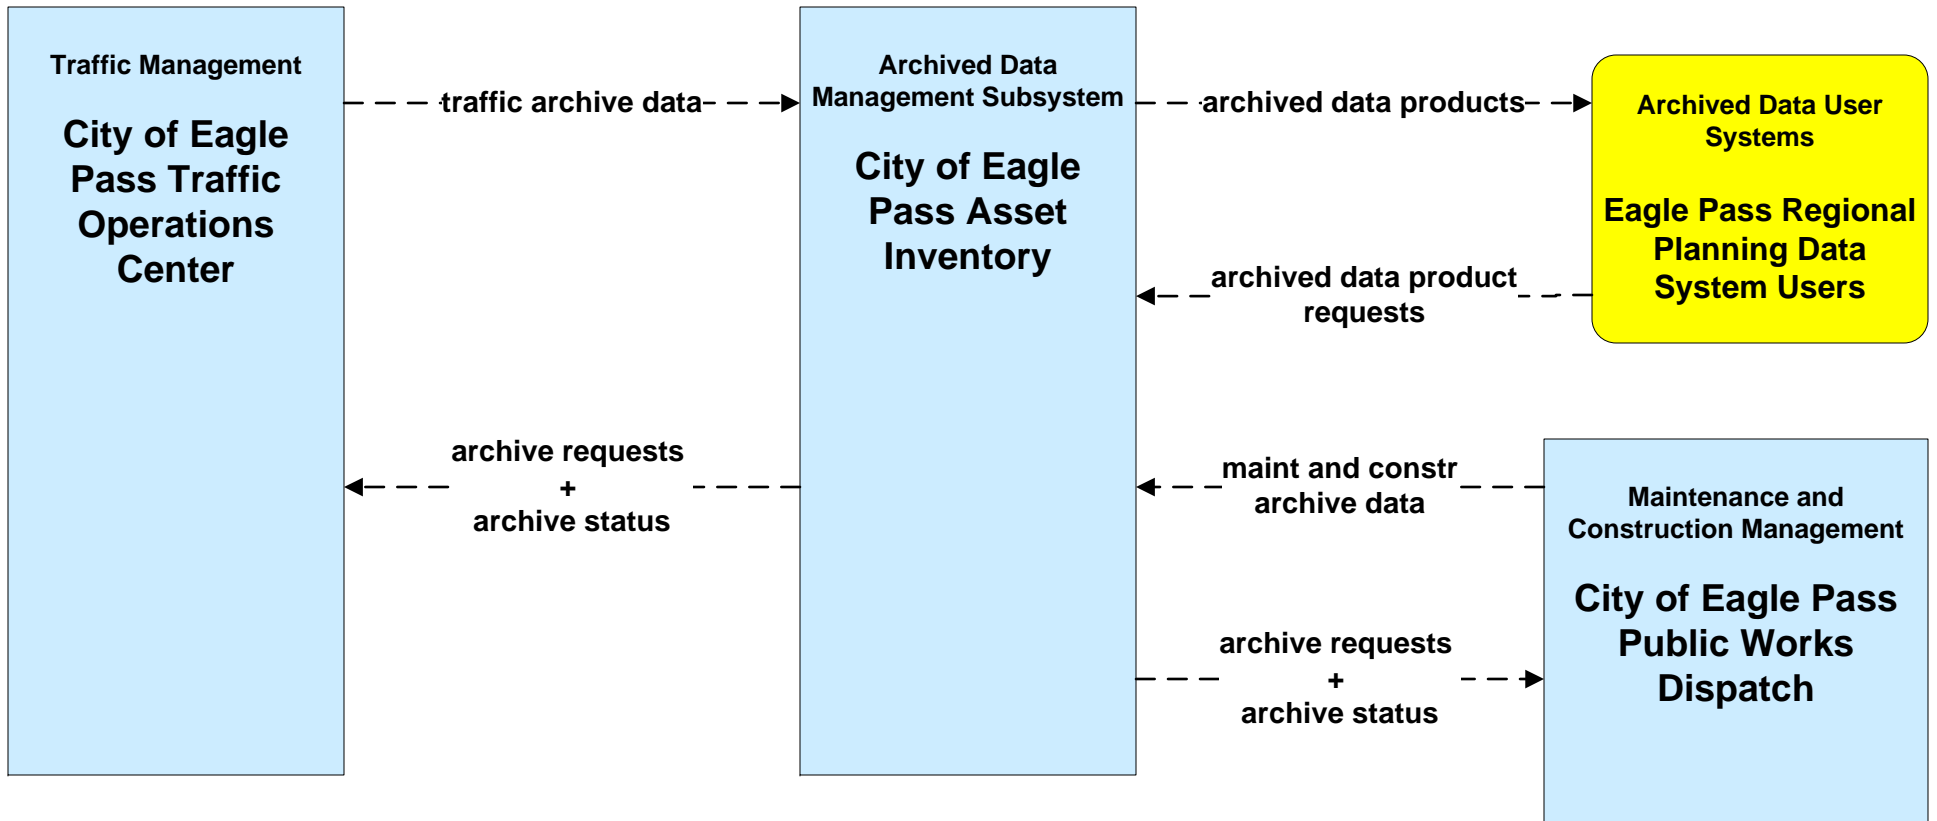 Traffic Management
City of Eagle
Pass Traffic
Operations
Center
traffic archive data
archive requests
+
archive status
Archived Data
Management Subsystem
City of Eagle
Pass Asset
Inventory
archived data products
archived data product
requests
maint and constr
archive data
archive requests
+
archive status
Archived Data User
Systems
Eagle Pass Regional
Planning Data
System Users
Maintenance and
Construction Management
City of Eagle Pass
Public Works
Dispatch